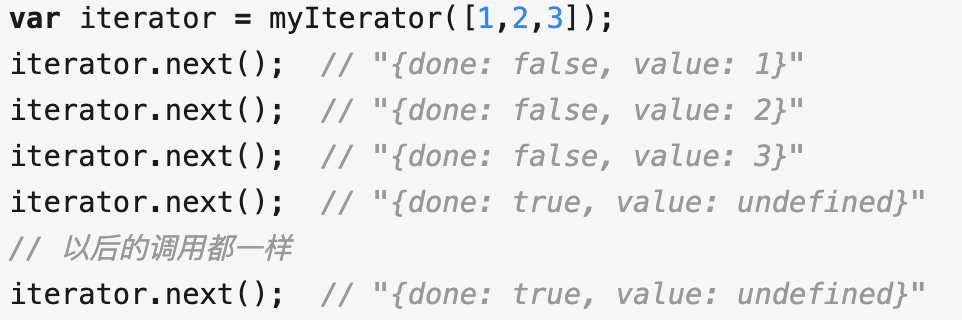 var iterator = myIterator([1,2,3]);
iterator.next();  // "{done: false, value: 1}"
iterator.next();  // "{done: false, value: 2}"
iterator.next();  // "{done: false, value: 3}"
iterator.next();  // "{done: true, value: undefined}"
// 以后的调用都一样
iterator.next();  // "{done: true, value: undefined}"